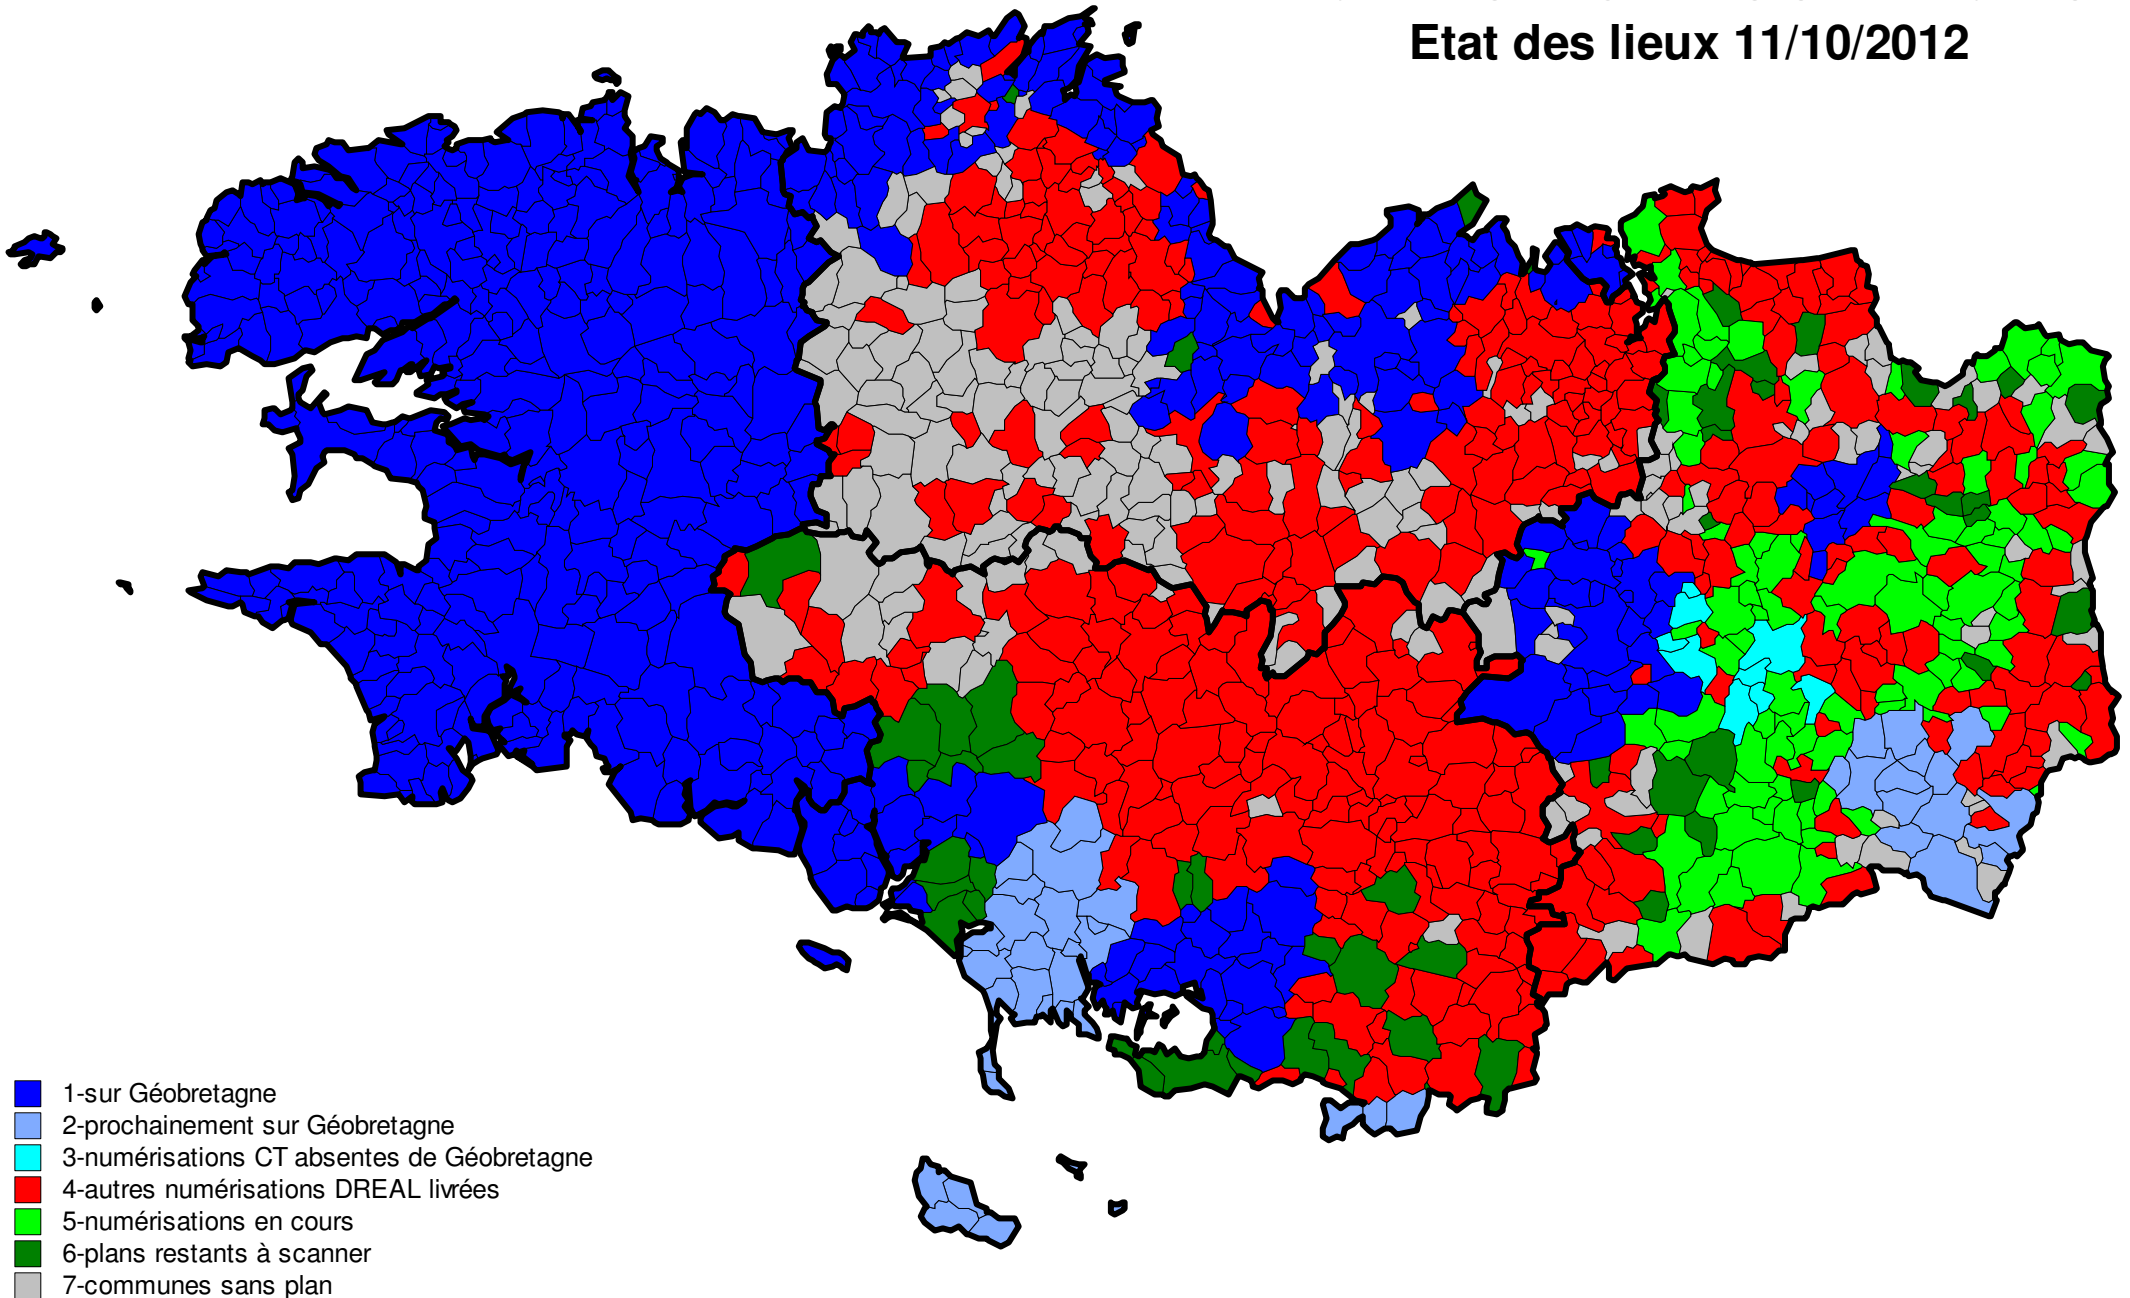 Etat des lieux 11/10/2012
1-sur Géobretagne
2-prochainement sur Géobretagne
3-numérisations CT absentes de Géobretagne
4-autres numérisations DREAL livrées
5-numérisations en cours
6-plans restants à scanner
7-communes sans plan